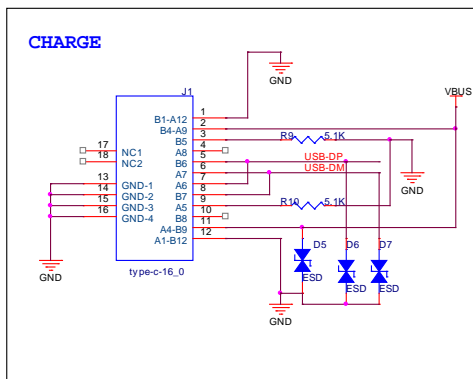 CHARGE
J1
GND
VBUS
B1-A12 1
B4-A9 2
B5 3 R9 5.1K
17 NC1 A8 4
18 NC2 B6 5 USB-DP
A7 6 USB-DM
13 GND-1 A6 7
14 GND-2 B7 8
15 GND-3 A5 9 R10 5.1K
16 GND-4 B8 10
A4-B9 11
A1-B12 12
GND
D5 D6 D7
GND
type-c-16_0
ESD ESD ESD
GND